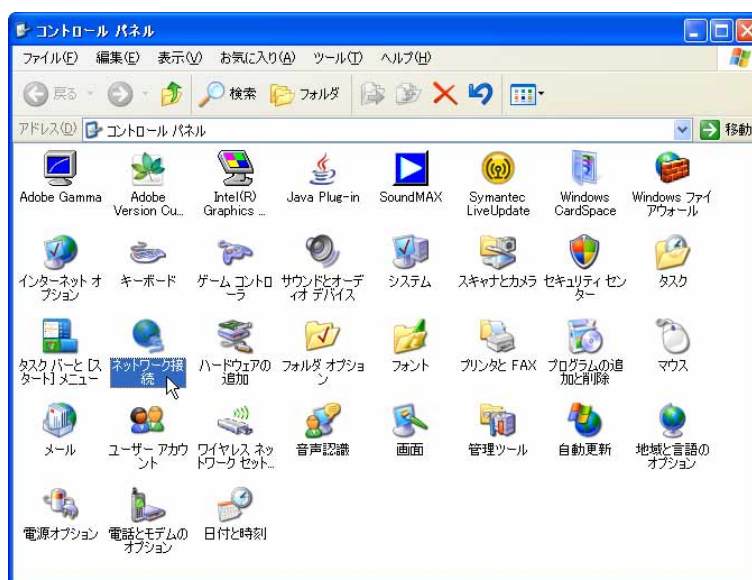 コントロール パネル
ファイル(F) 編集(E) 表示(V) お気に入り(A) ツール(T) ヘルプ(H)
戻る 検索 フォルダ
アドレス(D) コントロール パネル 移動
Adobe Gamma
Adobe
Version Cu...
Intel(R)
Graphics ...
Java Plug-in
SoundMAX
Symantec
LiveUpdate
Windows
CardSpace
Windows ファイ
アウォール
インターネット オ
プション
キーボード
ゲーム コントロ
ーラ
サウンドとオーデ
ィオ デバイス
システム
スキャナとカメラ
セキュリティ セン
ター
タスク
タスク バーと [ス
タート] メニュー
ネットワーク接
続
ハードウェアの
追加
フォルダ オプショ
ン
フォント
プリンタと FAX
プログラムの追
加と削除
マウス
メール
ユーザー アカウ
ント
ワイヤレス ネッ
トワーク セット...
音声認識
画面
管理ツール
自動更新
地域と言語の
オプション
電源オプション
電話とモデムの
オプション
日付と時刻